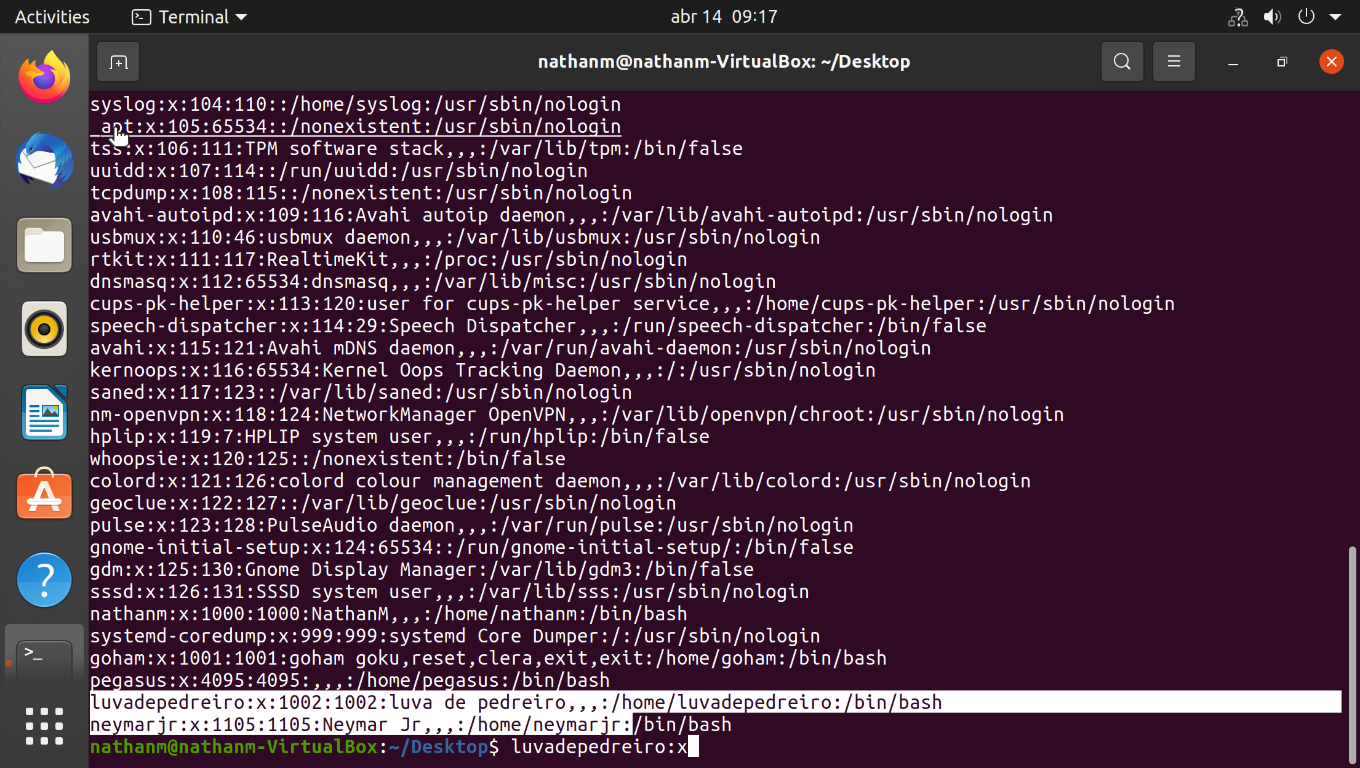 Activities
Terminal
abr 14 09:17
nathanm@nathanm-VirtualBox: ~/Desktop
syslog:x:104:110::/home/syslog:/usr/sbin/nologin
_apt:x:105:65534::/nonexistent:/usr/sbin/nologin
tss:x:106:111:TPM software stack,,,:/var/lib/tpm:/bin/false
uuidd:x:107:114::/run/uuidd:/usr/sbin/nologin
tcpdump:x:108:115::/nonexistent:/usr/sbin/nologin
avahi-autoipd:x:109:116:Avahi autoip daemon,,,:/var/lib/avahi-autoipd:/usr/sbin/nologin
usbmux:x:110:46:usbmux daemon,,,:/var/lib/usbmux:/usr/sbin/nologin
rtkit:x:111:117:RealtimeKit,,,:/proc:/usr/sbin/nologin
dnsmasq:x:112:65534:dnsmasq,,,:/var/lib/misc:/usr/sbin/nologin
cups-pk-helper:x:113:120:user for cups-pk-helper service,,,:/home/cups-pk-helper:/usr/sbin/nologin
speech-dispatcher:x:114:29:Speech Dispatcher,,,:/run/speech-dispatcher:/bin/false
avahi:x:115:121:Avahi mDNS daemon,,,:/var/run/avahi-daemon:/usr/sbin/nologin
kernoops:x:116:65534:Kernel Oops Tracking Daemon,,,:/:/usr/sbin/nologin
saned:x:117:123::/var/lib/saned:/usr/sbin/nologin
nm-openvpn:x:118:124:NetworkManager OpenVPN,,,:/var/lib/openvpn/chroot:/usr/sbin/nologin
hplip:x:119:7:HPLIP system user,,,:/run/hplip:/bin/false
whoopsie:x:120:125::/nonexistent:/bin/false
colord:x:121:126:colord colour management daemon,,,:/var/lib/colord:/usr/sbin/nologin
geoclue:x:122:127::/var/lib/geoclue:/usr/sbin/nologin
pulse:x:123:128:PulseAudio daemon,,,:/var/run/pulse:/usr/sbin/nologin
gnome-initial-setup:x:124:65534::/run/gnome-initial-setup/:/bin/false
gdm:x:125:130:Gnome Display Manager:/var/lib/gdm3:/bin/false
sssd:x:126:131:SSSD system user,,,:/var/lib/sss:/usr/sbin/nologin
nathanm:x:1000:1000:NathanM,,,:/home/nathanm:/bin/bash
systemd-coredump:x:999:999:systemd Core Dumper:/:/usr/sbin/nologin
goham:x:1001:1001:goham goku,reset,clera,exit,exit:/home/goham:/bin/bash
pegasus:x:4095:4095:,,,:/home/pegasus:/bin/bash
luvadepedreiro:x:1002:1002:luva de pedreiro,,,:/home/luvadepedreiro:/bin/bash
neymarjr:x:1105:1105:Neymar Jr,,,:/home/neymarjr:/bin/bash
nathanm@nathanm-VirtualBox:~/Desktop$ luvadepedreiro:x